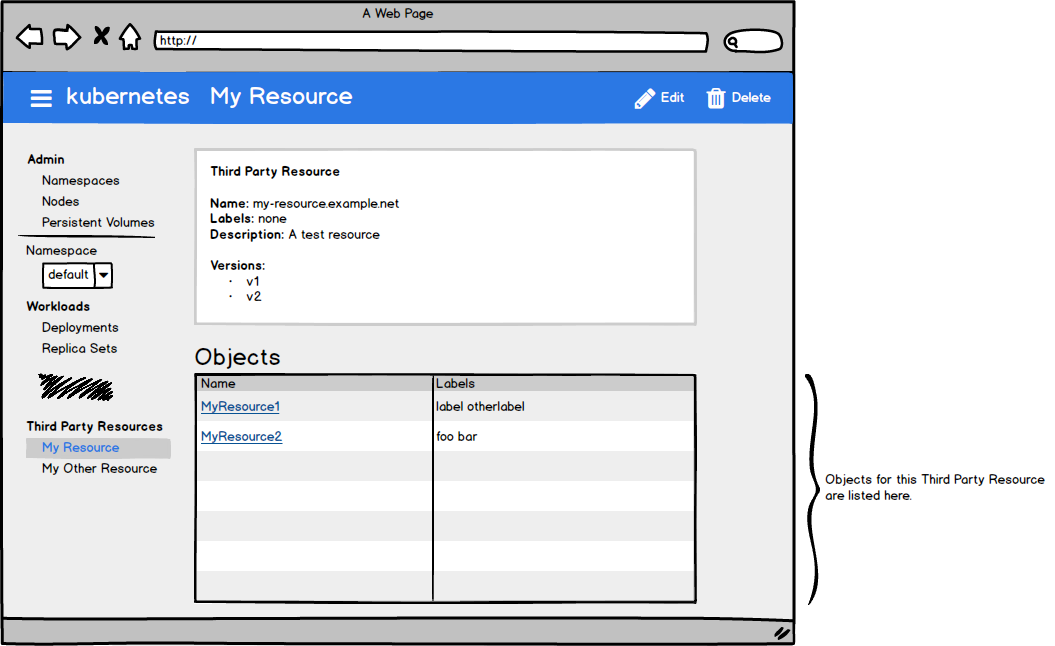 A Web Page
http://
kubernetes My Resource Edit Delete
Admin
Namespaces
Nodes
Persistent Volumes
Namespace
default
Workloads
Deployments
Replica Sets
Third Party Resources
My Resource
My Other Resource
Third Party Resource
Name: my-resource.example.net
Labels: none
Description: A test resource
Versions:
· v1
· v2
Objects
Name Labels
MyResource1 label otherlabel
MyResource2 foo bar
Objects for this Third Party Resource
are listed here.